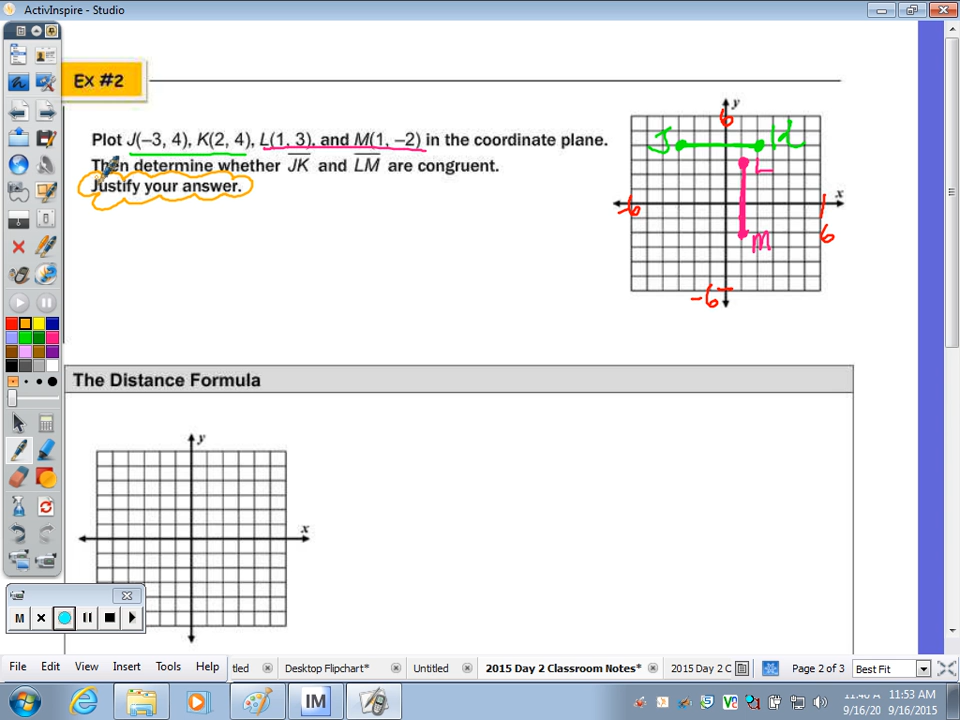 ActivInspire - Studio
Ex #2
Plot J(−3, 4), K(2, 4), L(1, 3), and M(1, −2) in the coordinate plane.
Then determine whether JK and LM are congruent.
Justify your answer.
y
6
J
L
x
-6
6
M
-6
The Distance Formula
y
x
M
File Edit View Insert Tools Help
tled
Desktop Flipchart*
Untitled
2015 Day 2 Classroom Notes*
2015 Day 2 C
Page 2 of 3
Best Fit
IM
11:53 AM
9/16/2015